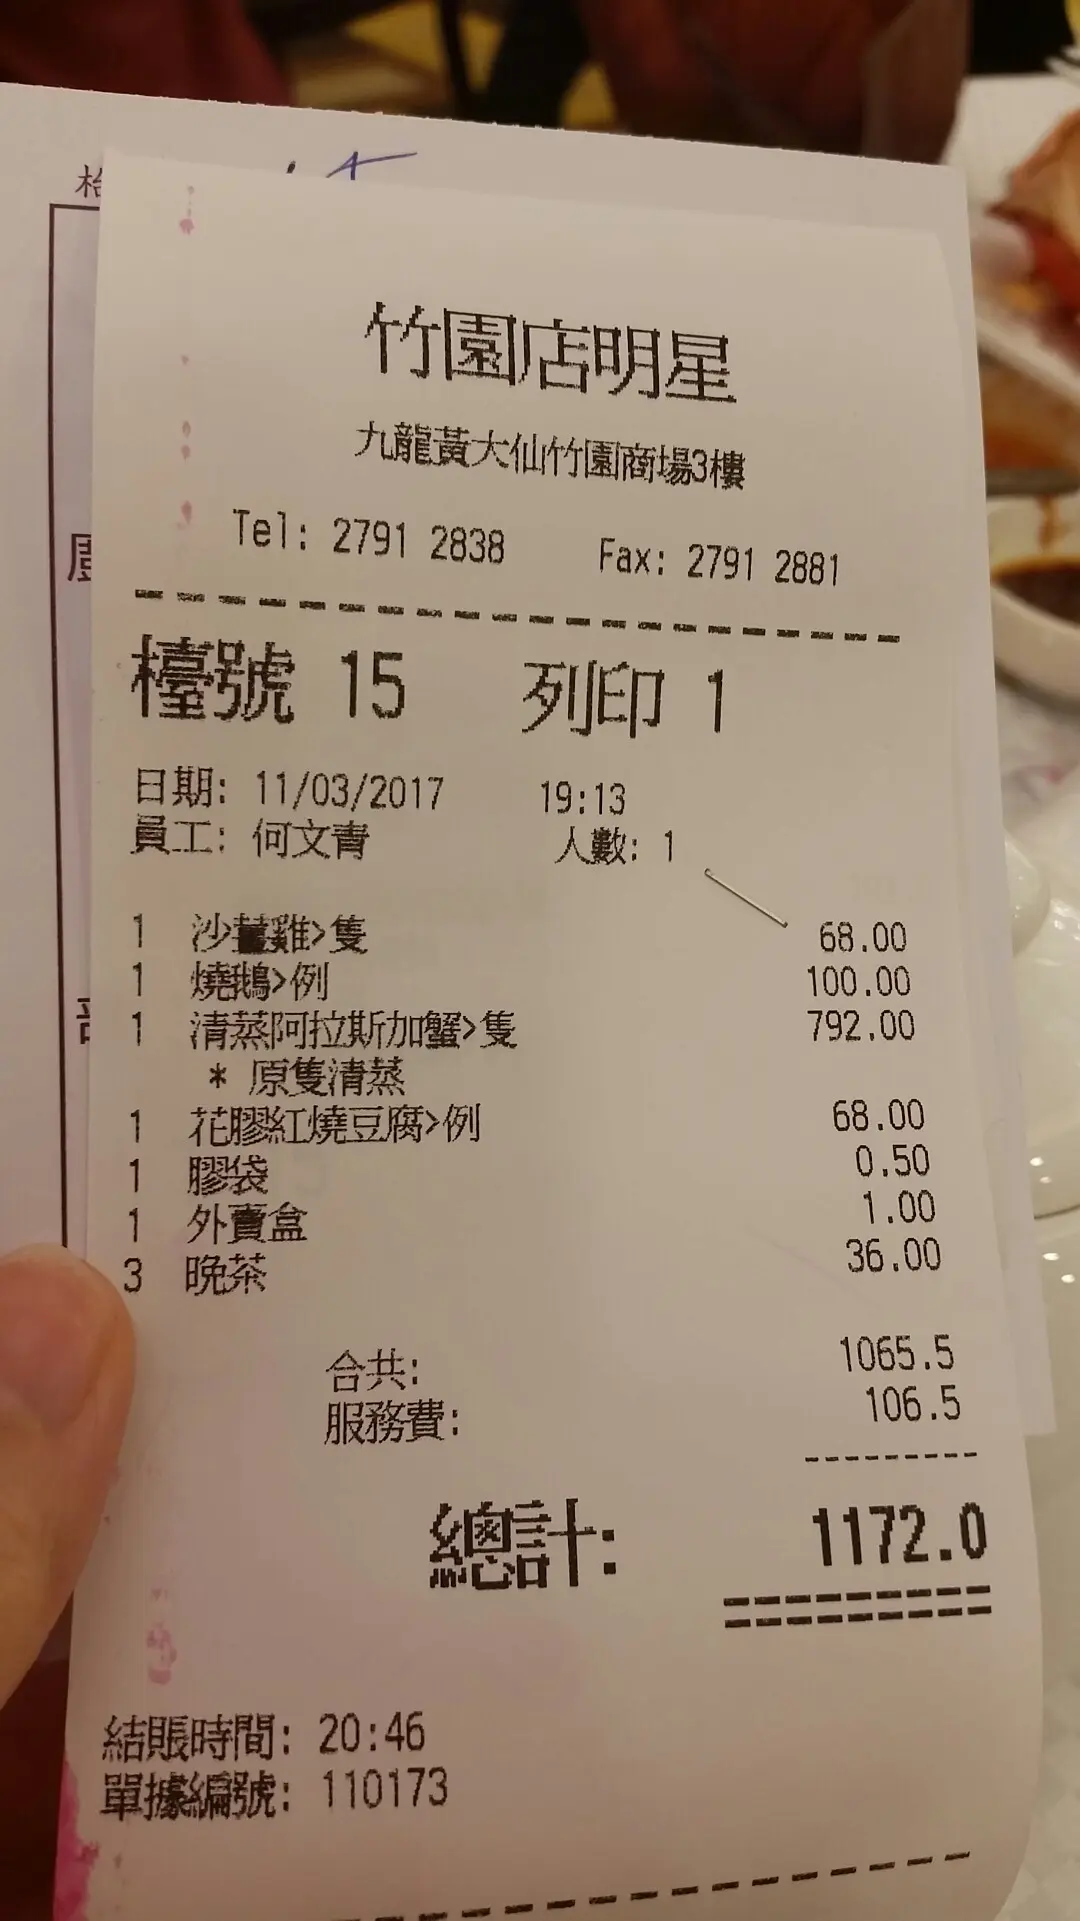 竹園店明星
九龍黃大仙竹園商場3樓
Tel: 2791 2838 Fax: 2791 2881
檯號 15 列印 1
日期: 11/03/2017 19:13
員工: 何文青 人數: 1
1 沙薑雞>隻 68.00
1 燒鵝>例 100.00
1 清蒸阿拉斯加蟹>隻 792.00
* 原隻清蒸
1 花膠紅燒豆腐>例 68.00
1 膠袋 0.50
1 外賣盒 1.00
3 晚茶 36.00
合共: 1065.5
服務費: 106.5
總計: 1172.0
結賬時間: 20:46
單據編號: 110173